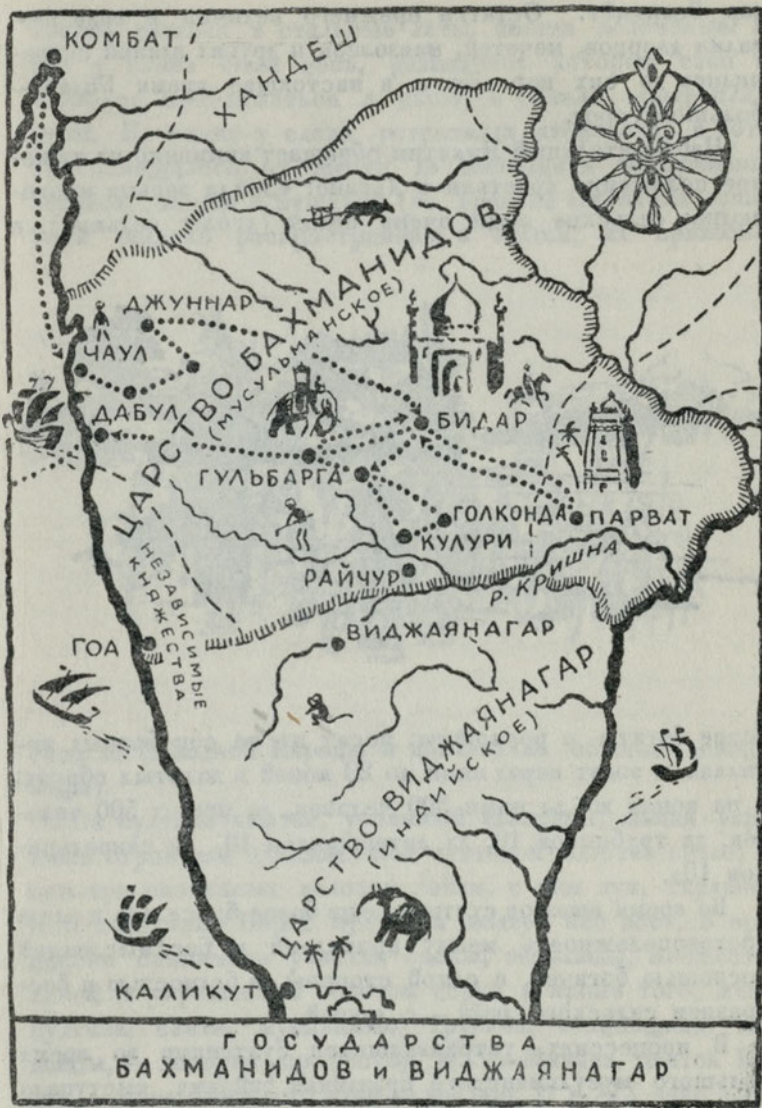 КОМБАТ
ХАНДЕШ
ЦАРСТВО БАХМАНИДОВ
(МУСУЛЬМАНСКОЕ)
ДЖУННАР
ЧАУЛ
ДАБУЛ
БИДАР
ГУЛЬБАРГА
ГОЛКОНДА
ПАРВАТ
КУЛУРИ
РАЙЧУР
Р. КРИШНА
НЕЗАВИСИМЫЕ
КНЯЖЕСТВА
ГОА
ВИДЖАЯНАГАР
ЦАРСТВО ВИДЖАЯНАГАР
(ИНДИЙСКОЕ)
КАЛИКУТ
ГОСУДАРСТВА
БАХМАНИДОВ И ВИДЖАЯНАГАР